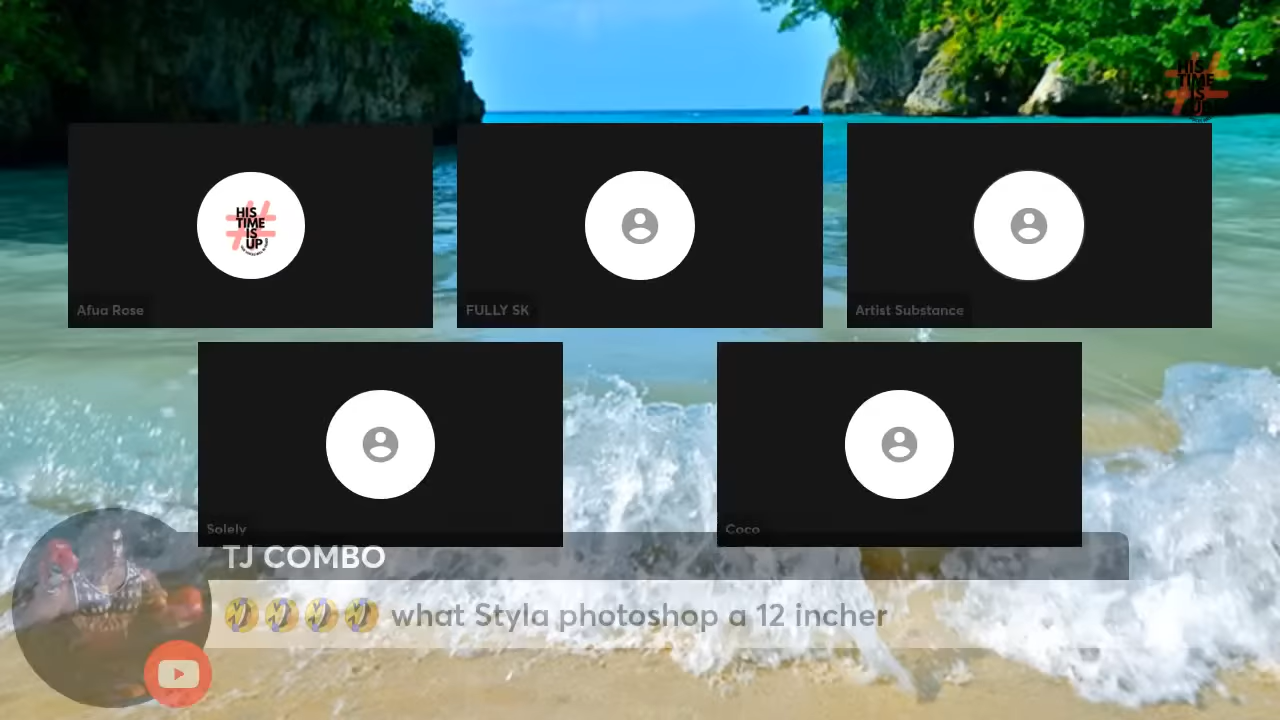 HIS
TIME
IS
UP
HIS
TIME
IS
UP
Afua Rose
FULLY SK
Artist Substance
Solely
Coco
TJ COMBO
🤣🤣🤣🤣 what Styla photoshop a 12 incher